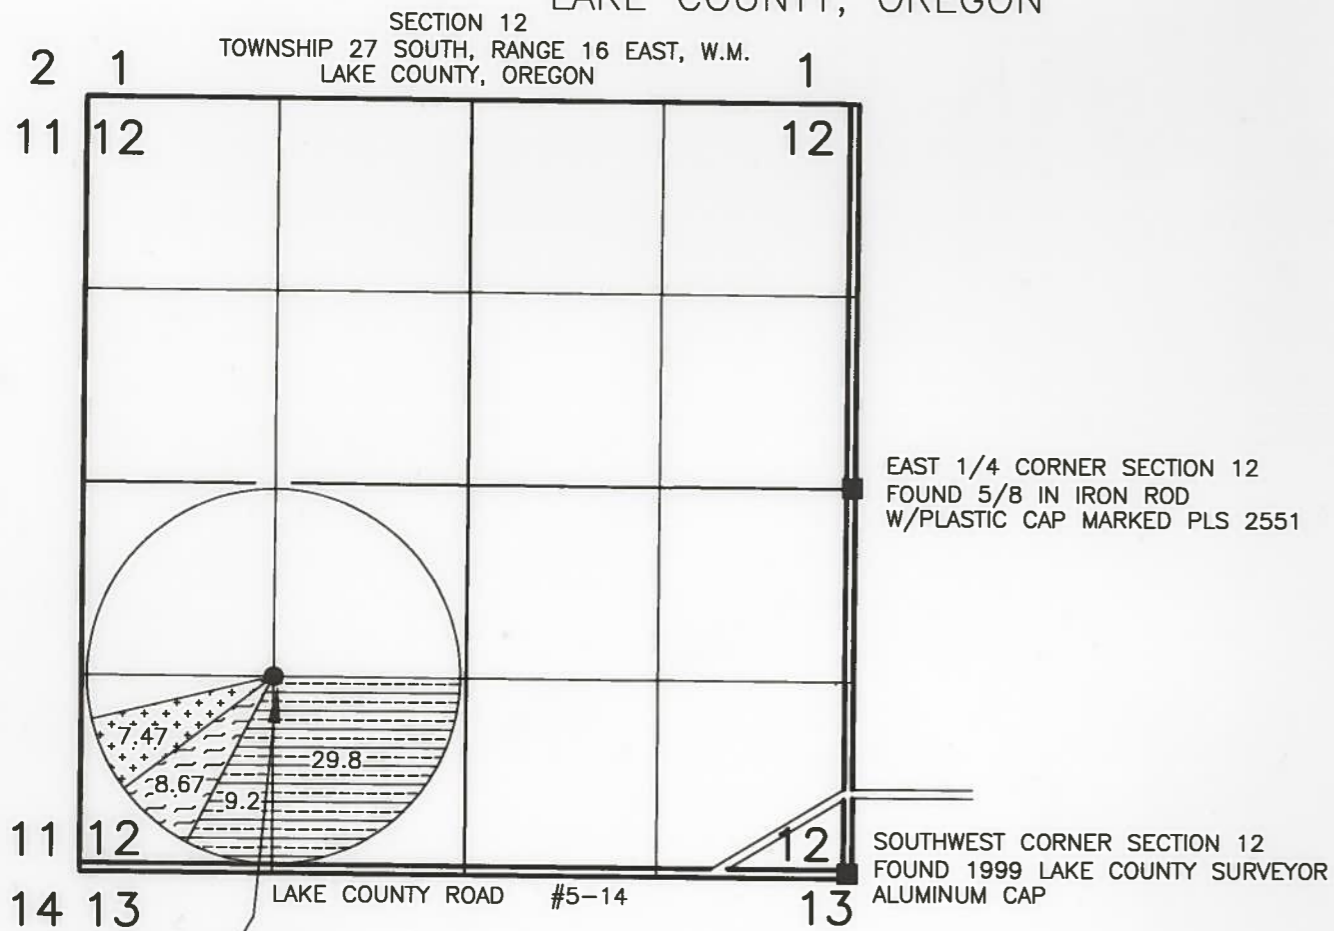 LAKE COUNTY, OREGON
SECTION 12
TOWNSHIP 27 SOUTH, RANGE 16 EAST, W.M.
LAKE COUNTY, OREGON
2 1 1
11 12 12
EAST 1/4 CORNER SECTION 12
FOUND 5/8 IN IRON ROD
W/PLASTIC CAP MARKED PLS 2551
7.47
29.8
8.67
9.2
11 12 12
SOUTHWEST CORNER SECTION 12
FOUND 1999 LAKE COUNTY SURVEYOR
ALUMINUM CAP
LAKE COUNTY ROAD #5-14
14 13 13